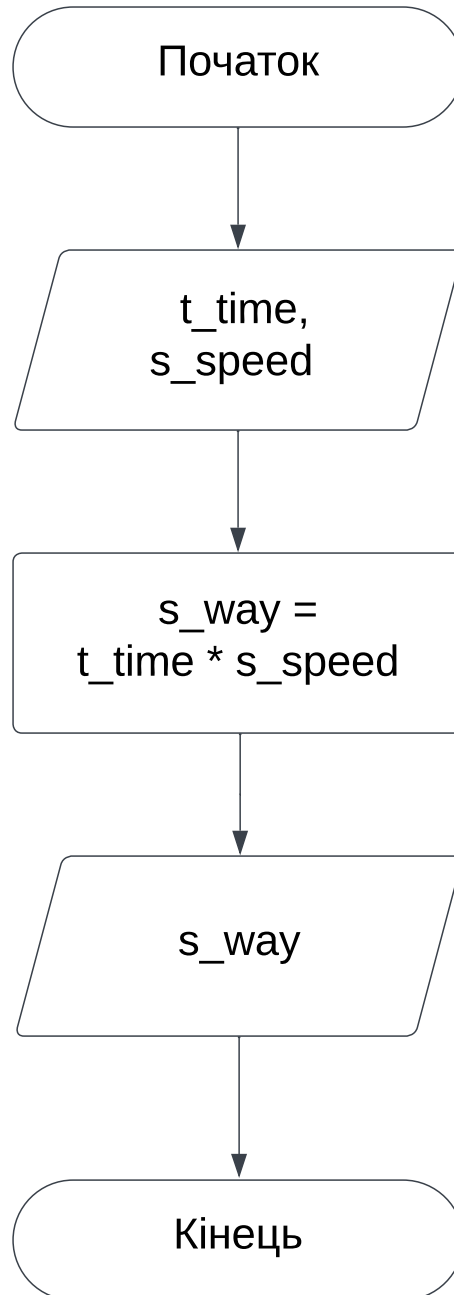 Початок
t_time,
s_speed
s_way =
t_time * s_speed
s_way
Кінець